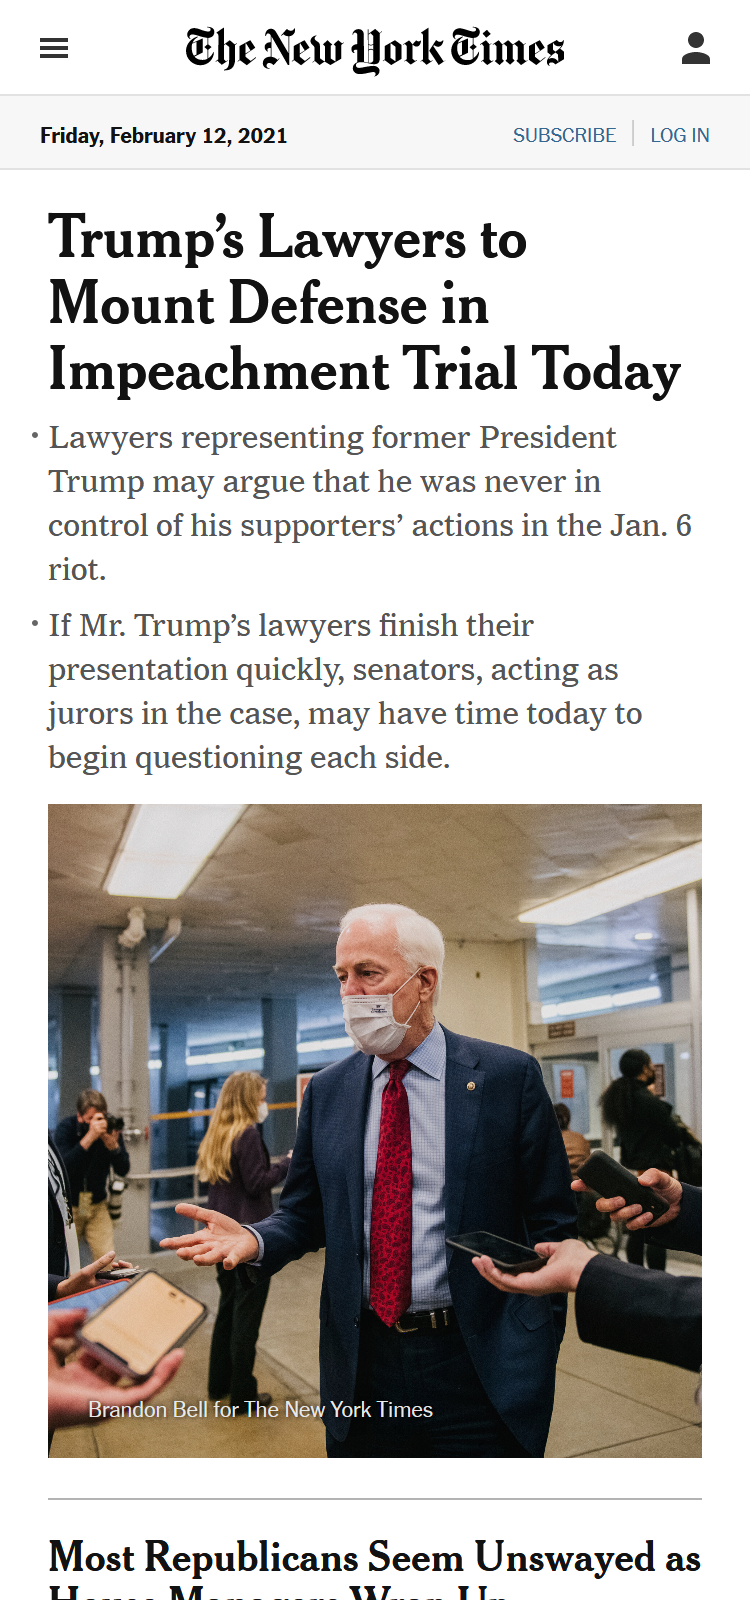 The New York Times
Friday, February 12, 2021
SUBSCRIBE
LOG IN
Trump’s Lawyers to
Mount Defense in
Impeachment Trial Today
• Lawyers representing former President
Trump may argue that he was never in
control of his supporters’ actions in the Jan. 6
riot.
• If Mr. Trump’s lawyers finish their
presentation quickly, senators, acting as
jurors in the case, may have time today to
begin questioning each side.
Brandon Bell for The New York Times
Most Republicans Seem Unswayed as
House Managers Wrap Up